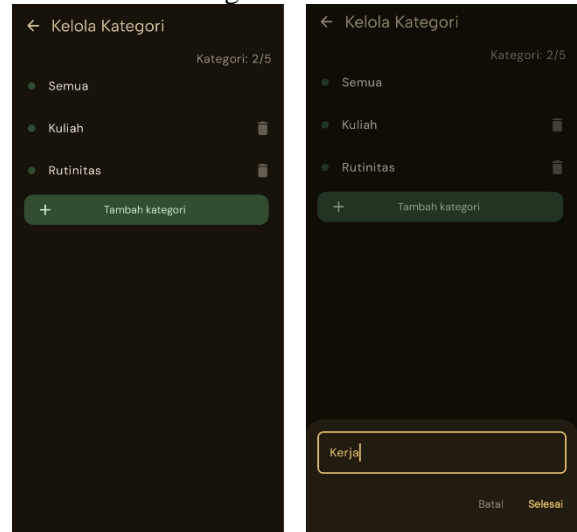 Kelola Kategori
Kategori: 2/5
Semua
Kuliah
Rutinitas
+ Tambah kategori
Kelola Kategori
Kategori: 2/5
Semua
Kuliah
Rutinitas
+ Tambah kategori
Kerja
Batal Selesai